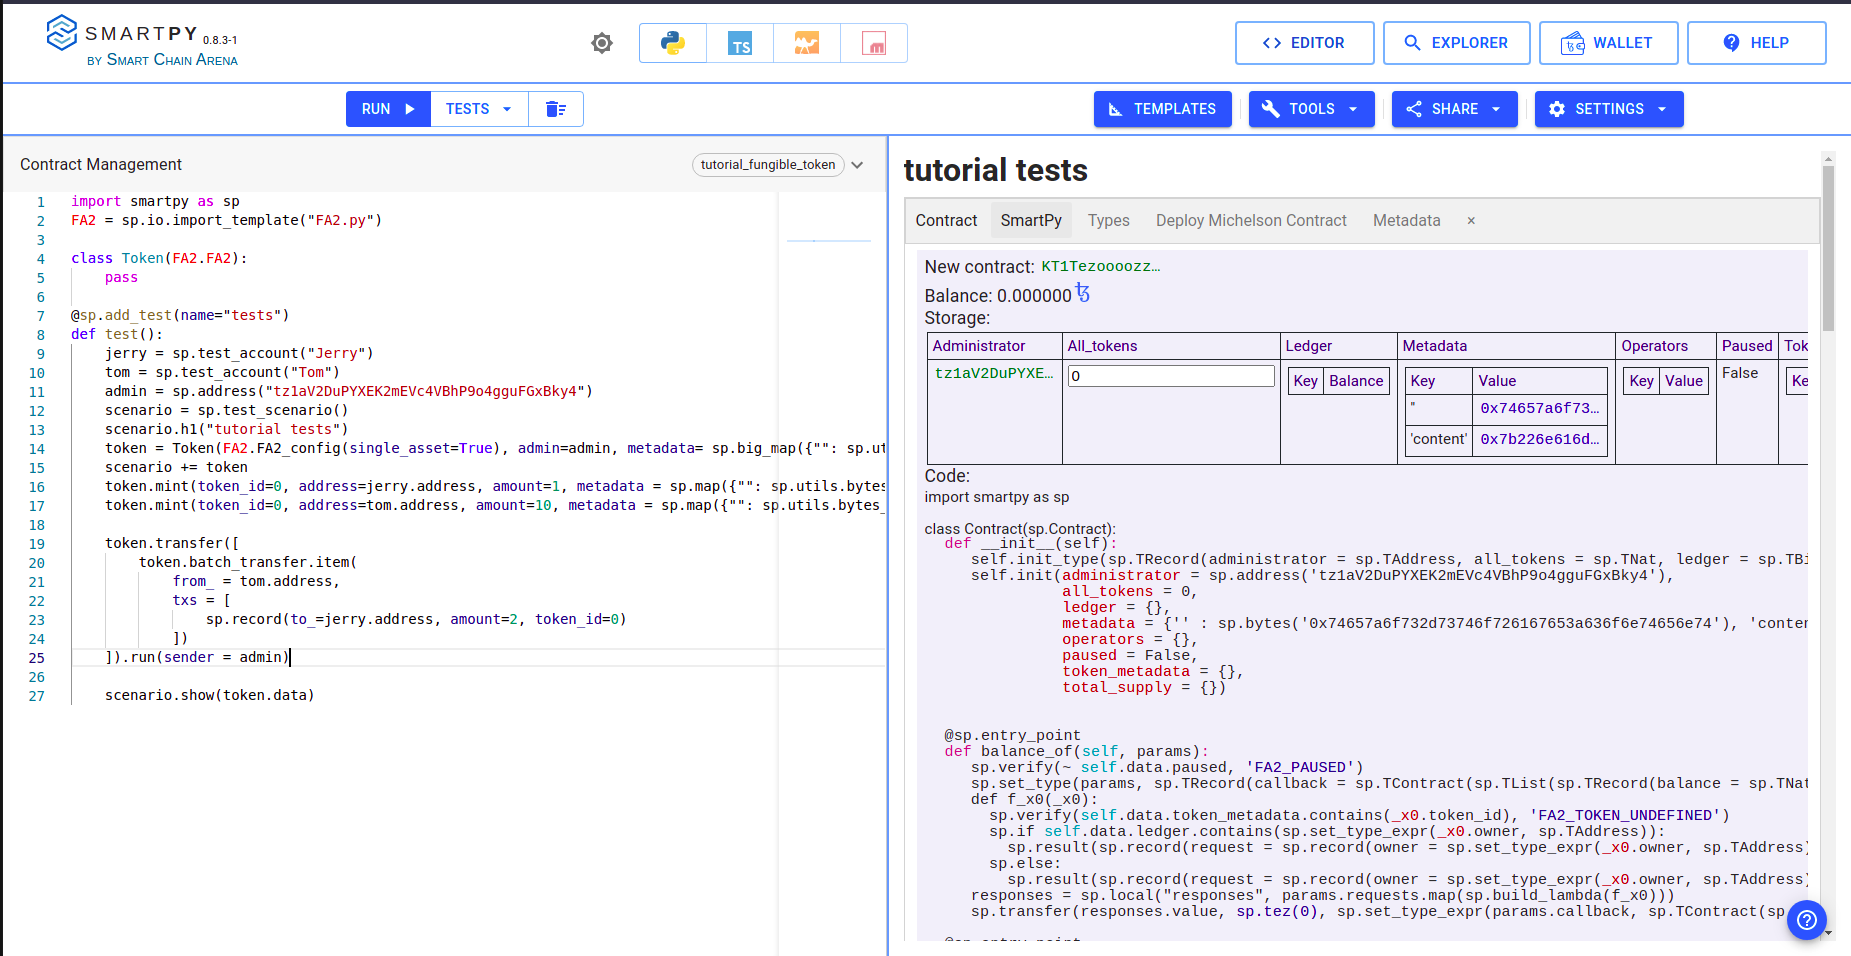 SMARTPY 0.8.3-1
BY SMART CHAIN ARENA
TS
EDITOR
EXPLORER
WALLET
HELP
RUN
TESTS
TEMPLATES
TOOLS
SHARE
SETTINGS
Contract Management
tutorial_fungible_token
1 import smartpy as sp
2 FA2 = sp.io.import_template("FA2.py")
3
4 class Token(FA2.FA2):
5 pass
6
7 @sp.add_test(name="tests")
8 def test():
9 jerry = sp.test_account("Jerry")
10 tom = sp.test_account("Tom")
11 admin = sp.address("tz1aV2DuPYXEK2mEVc4VBhP9o4gguFGxBky4")
12 scenario = sp.test_scenario()
13 scenario.h1("tutorial tests")
14 token = Token(FA2.FA2_config(single_asset=True), admin=admin, metadata= sp.big_map({"": sp.ut
15 scenario += token
16 token.mint(token_id=0, address=jerry.address, amount=1, metadata = sp.map({"": sp.utils.bytes
17 token.mint(token_id=0, address=tom.address, amount=10, metadata = sp.map({"": sp.utils.bytes_
18
19 token.transfer([
20 token.batch_transfer.item(
21 from_ = tom.address,
22 txs = [
23 sp.record(to_=jerry.address, amount=2, token_id=0)
24 ])
25 ]).run(sender = admin)
26
27 scenario.show(token.data)
tutorial tests
Contract SmartPy Types Deploy Michelson Contract Metadata ×
New contract: KT1Tezoooozz…
Balance: 0.000000ꜩ
Storage:
Administrator All_tokens Ledger Metadata Operators Paused Tok
tz1aV2DuPYXE… 0 Key Balance Key Value Key Value False Ke
'' 0x74657a6f73…
'content' 0x7b226e616d…
Code:
import smartpy as sp
class Contract(sp.Contract):
def __init__(self):
self.init_type(sp.TRecord(administrator = sp.TAddress, all_tokens = sp.TNat, ledger = sp.TBi
self.init(administrator = sp.address('tz1aV2DuPYXEK2mEVc4VBhP9o4gguFGxBky4'),
all_tokens = 0,
ledger = {},
metadata = {'' : sp.bytes('0x74657a6f732d73746f726167653a636f6e74656e74'), 'conten
operators = {},
paused = False,
token_metadata = {},
total_supply = {})
@sp.entry_point
def balance_of(self, params):
sp.verify(~ self.data.paused, 'FA2_PAUSED')
sp.set_type(params, sp.TRecord(callback = sp.TContract(sp.TList(sp.TRecord(balance = sp.TNat
def f_x0(_x0):
sp.verify(self.data.token_metadata.contains(_x0.token_id), 'FA2_TOKEN_UNDEFINED')
sp.if self.data.ledger.contains(sp.set_type_expr(_x0.owner, sp.TAddress)):
sp.result(sp.record(request = sp.record(owner = sp.set_type_expr(_x0.owner, sp.TAddress)
sp.else:
sp.result(sp.record(request = sp.record(owner = sp.set_type_expr(_x0.owner, sp.TAddress)
responses = sp.local("responses", params.requests.map(sp.build_lambda(f_x0)))
sp.transfer(responses.value, sp.tez(0), sp.set_type_expr(params.callback, sp.TContract(sp.
@sp.entry_point